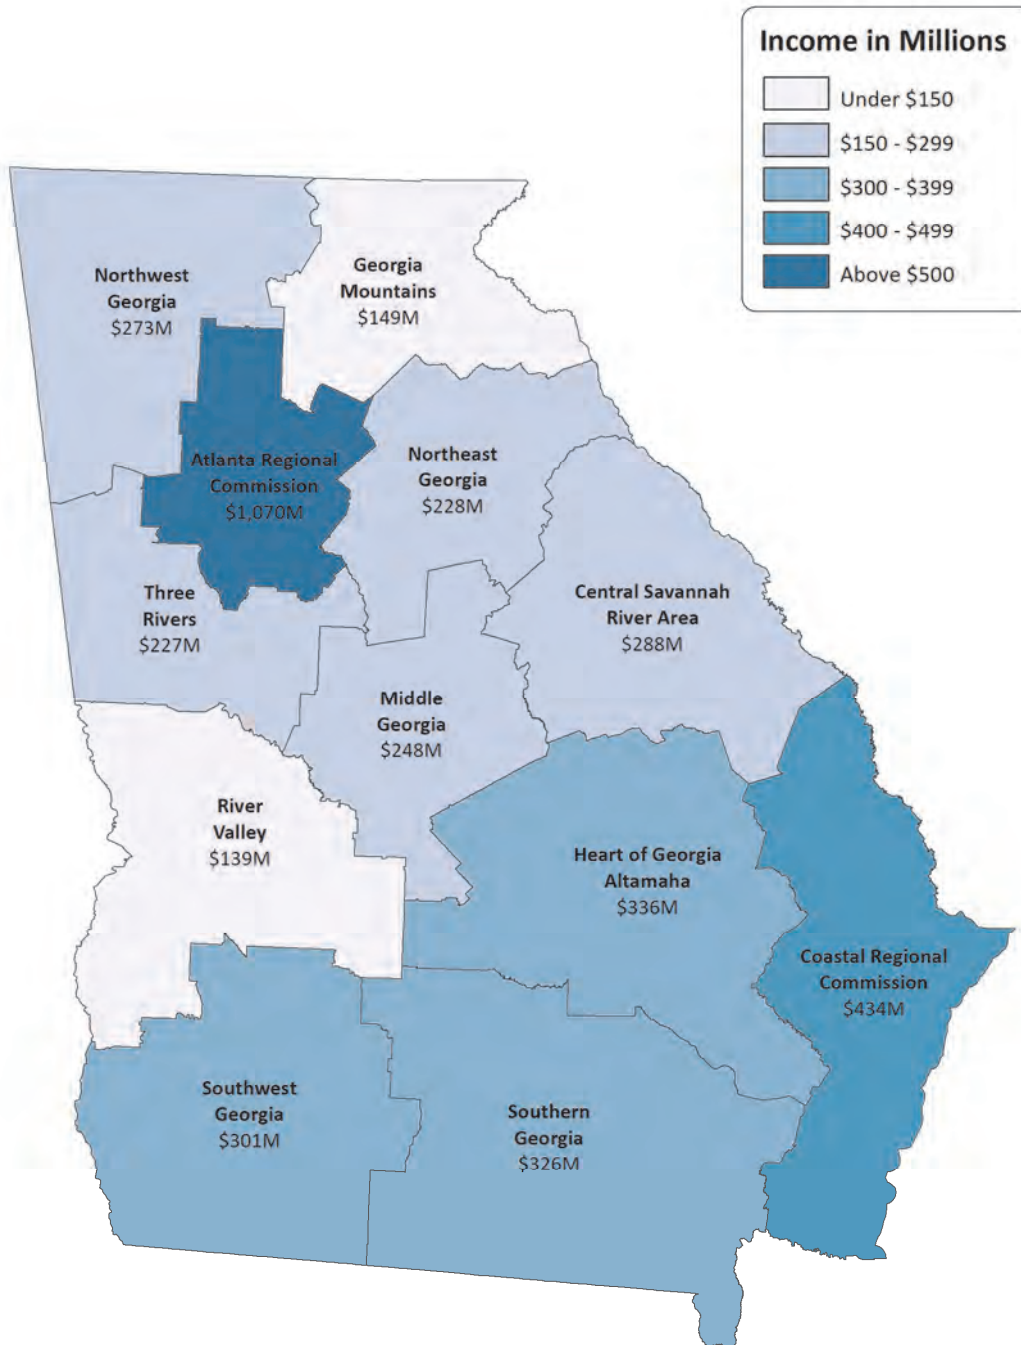 Income in Millions
Under $150
$150 - $299
$300 - $399
$400 - $499
Above $500
Northwest
Georgia
$273M
Georgia
Mountains
$149M
Atlanta Regional
Commission
$1,070M
Northeast
Georgia
$228M
Three
Rivers
$227M
Central Savannah
River Area
$288M
Middle
Georgia
$248M
River
Valley
$139M
Heart of Georgia
Altamaha
$336M
Coastal Regional
Commission
$434M
Southwest
Georgia
$301M
Southern
Georgia
$326M